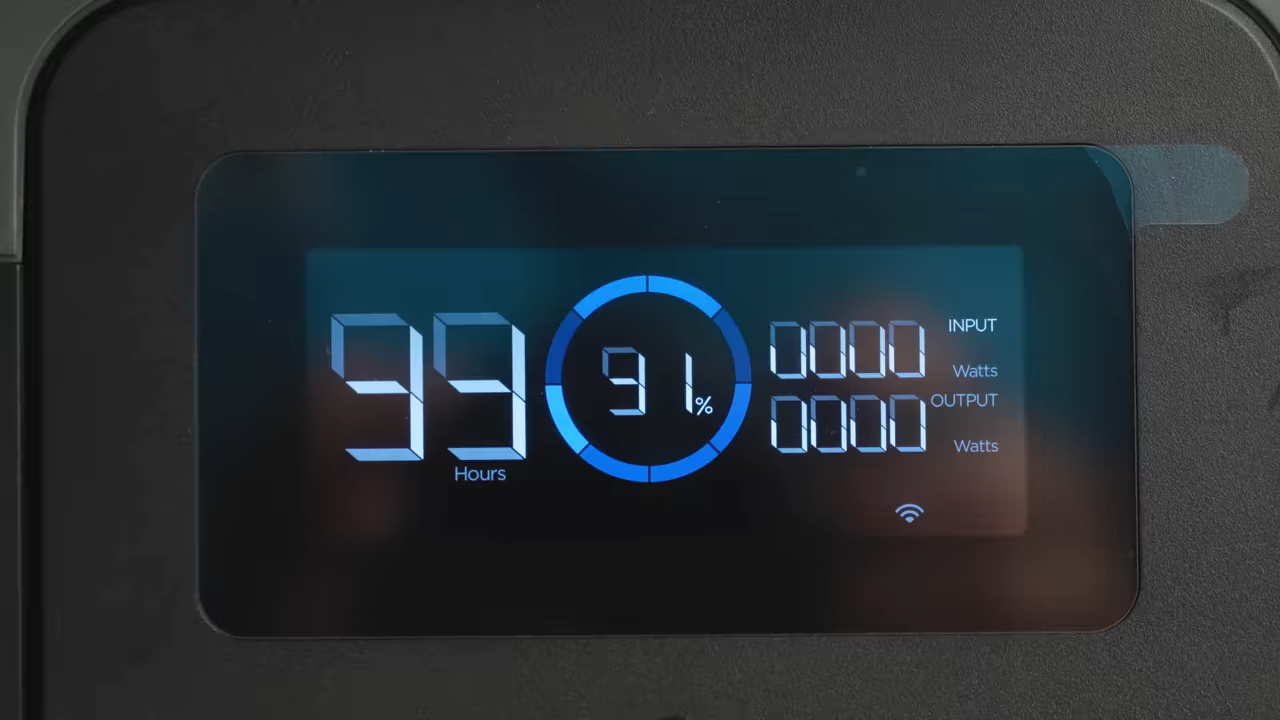 99
Hours
91%
0000 INPUT
Watts
0000 OUTPUT
Watts